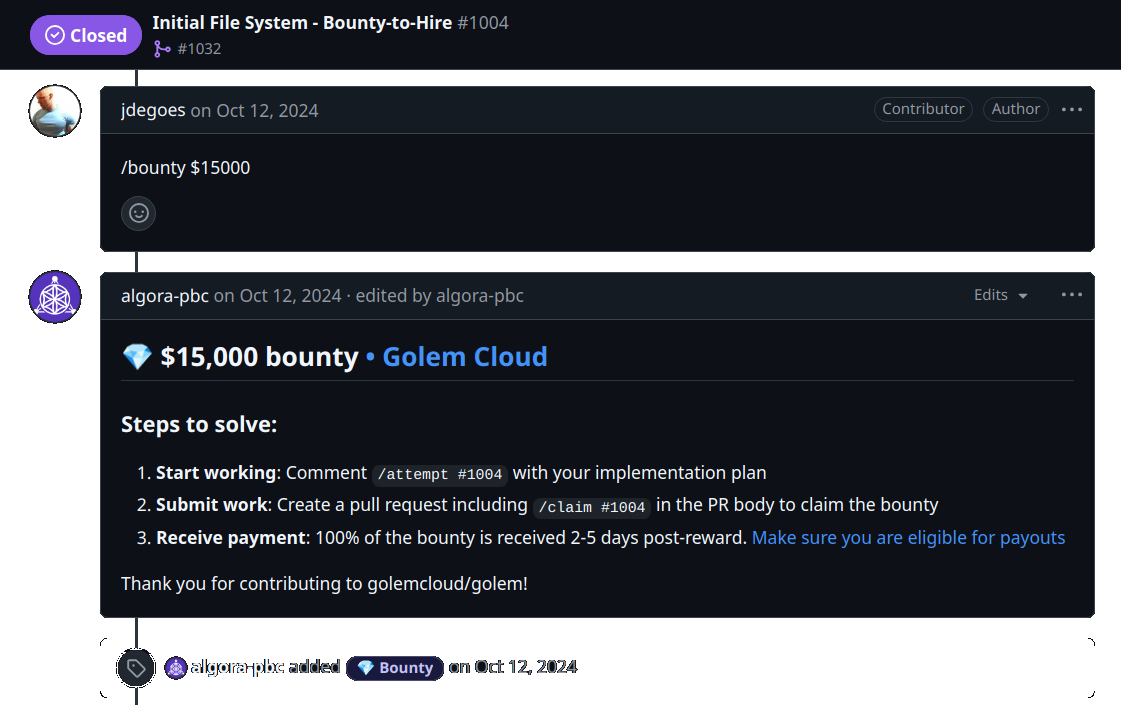 Closed
Initial File System - Bounty-to-Hire #1004
#1032
jdegoes on Oct 12, 2024
Contributor
Author
/bounty $15000
algora-pbc on Oct 12, 2024 · edited by algora-pbc
Edits
💎 $15,000 bounty • Golem Cloud
Steps to solve:
1. Start working: Comment /attempt #1004 with your implementation plan
2. Submit work: Create a pull request including /claim #1004 in the PR body to claim the bounty
3. Receive payment: 100% of the bounty is received 2-5 days post-reward. Make sure you are eligible for payouts
Thank you for contributing to golemcloud/golem!
algora-pbc added 💎 Bounty on Oct 12, 2024